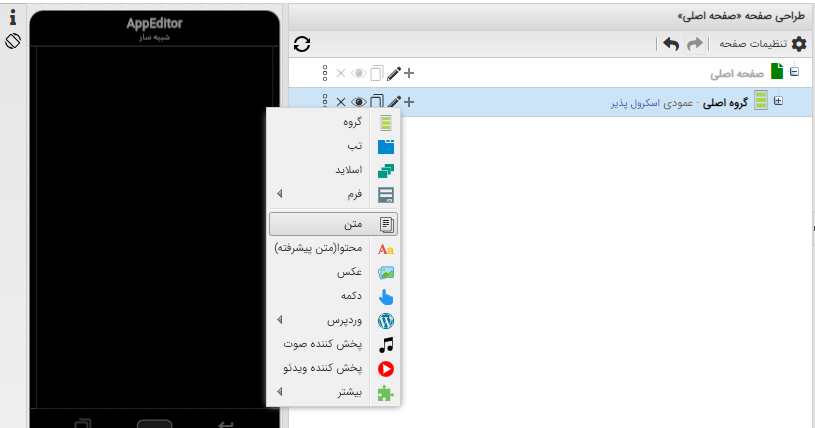 AppEditor
شبیه ساز
طراحی صفحه «صفحه اصلی»
تنظیمات صفحه
صفحه اصلی
گروه اصلی - عمودی اسکرول پذیر
گروه
تب
اسلاید
فرم
متن
محتوا(متن پیشرفته)
Aa
عکس
دکمه
وردپرس
پخش کننده صوت
پخش کننده ویدئو
بیشتر